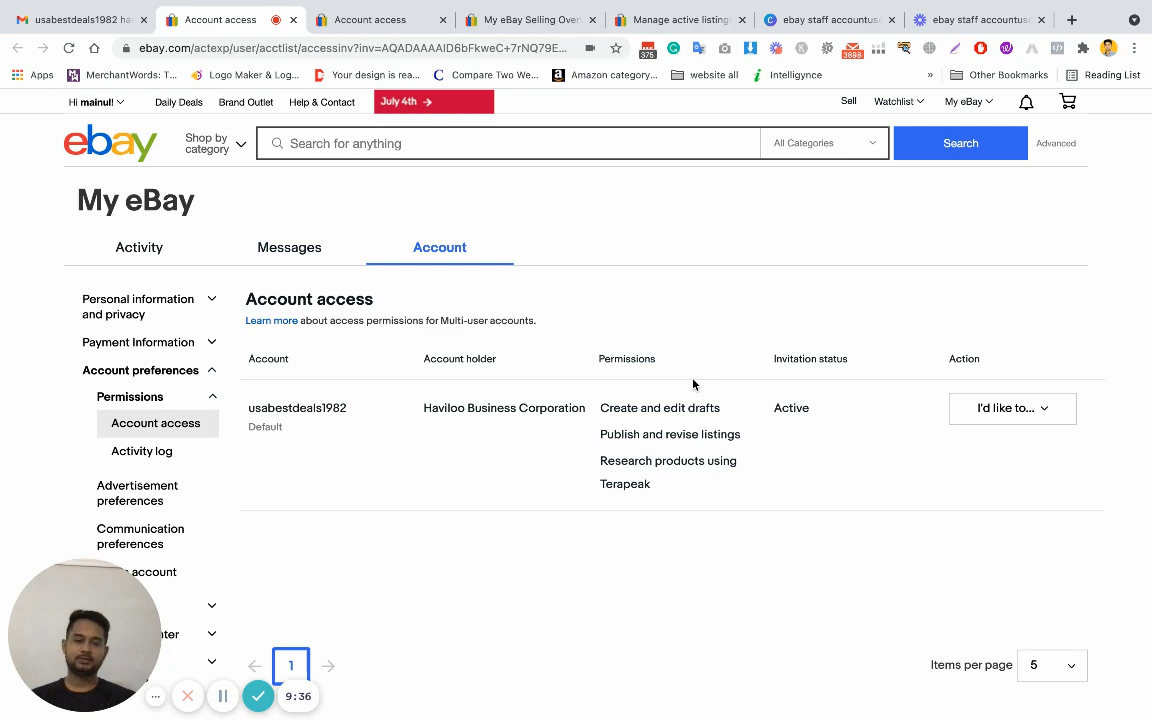 usabestdeals1982 ha
Account access
Account access
My eBay Selling Over
Manage active listing
ebay staff accountus
ebay staff accountus
ebay.com/actexp/user/acctlist/accessinv?inv=AQADAAAAID6bFkweC+7rNQ79E...
375
3898
Apps
MerchantWords: T...
Logo Maker & Log...
Your design is rea...
Compare Two We...
Amazon category...
website all
Intelligynce
»
Other Bookmarks
Reading List
Hi mainul!
Daily Deals
Brand Outlet
Help & Contact
July 4th →
Sell
Watchlist
My eBay
ebay
Shop by category
Search for anything
All Categories
Search
Advanced
My eBay
Activity
Messages
Account
Personal information
and privacy
Payment Information
Account preferences
Permissions
Account access
Activity log
Advertisement
preferences
Communication
preferences
account
nter
Account access
Learn more about access permissions for Multi-user accounts.
Account
Account holder
Permissions
Invitation status
Action
usabestdeals1982
Default
Haviloo Business Corporation
Create and edit drafts
Publish and revise listings
Research products using
Terapeak
Active
I'd like to...
1
Items per page
5
9:36